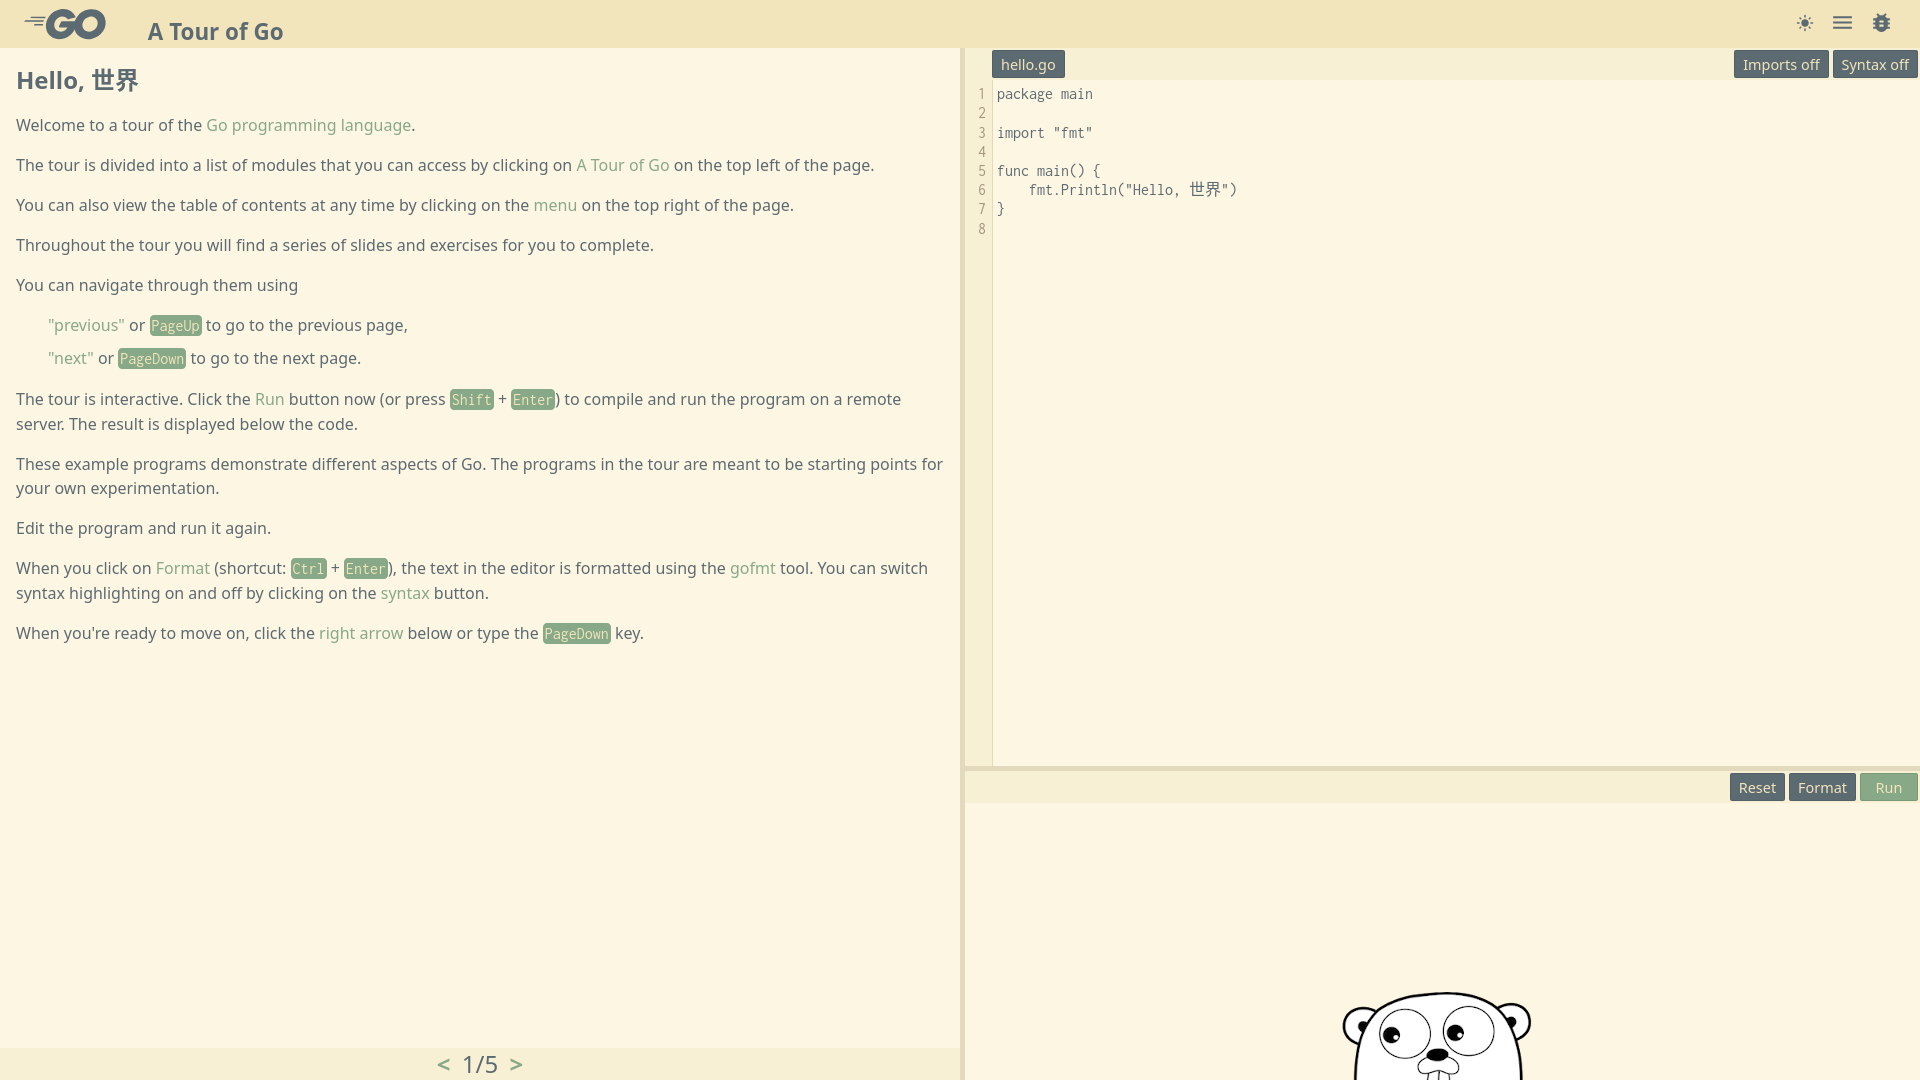 GO
A Tour of Go
Hello, 世界
Welcome to a tour of the Go programming language.
The tour is divided into a list of modules that you can access by clicking on A Tour of Go on the top left of the page.
You can also view the table of contents at any time by clicking on the menu on the top right of the page.
Throughout the tour you will find a series of slides and exercises for you to complete.
You can navigate through them using
"previous" or PageUp to go to the previous page,
"next" or PageDown to go to the next page.
The tour is interactive. Click the Run button now (or press Shift + Enter) to compile and run the program on a remote
server. The result is displayed below the code.
These example programs demonstrate different aspects of Go. The programs in the tour are meant to be starting points for
your own experimentation.
Edit the program and run it again.
When you click on Format (shortcut: Ctrl + Enter), the text in the editor is formatted using the gofmt tool. You can switch
syntax highlighting on and off by clicking on the syntax button.
When you're ready to move on, click the right arrow below or type the PageDown key.
< 1/5 >
hello.go Imports off Syntax off
1 package main
2
3 import "fmt"
4
5 func main() {
6     fmt.Println("Hello, 世界")
7 }
8
Reset Format Run